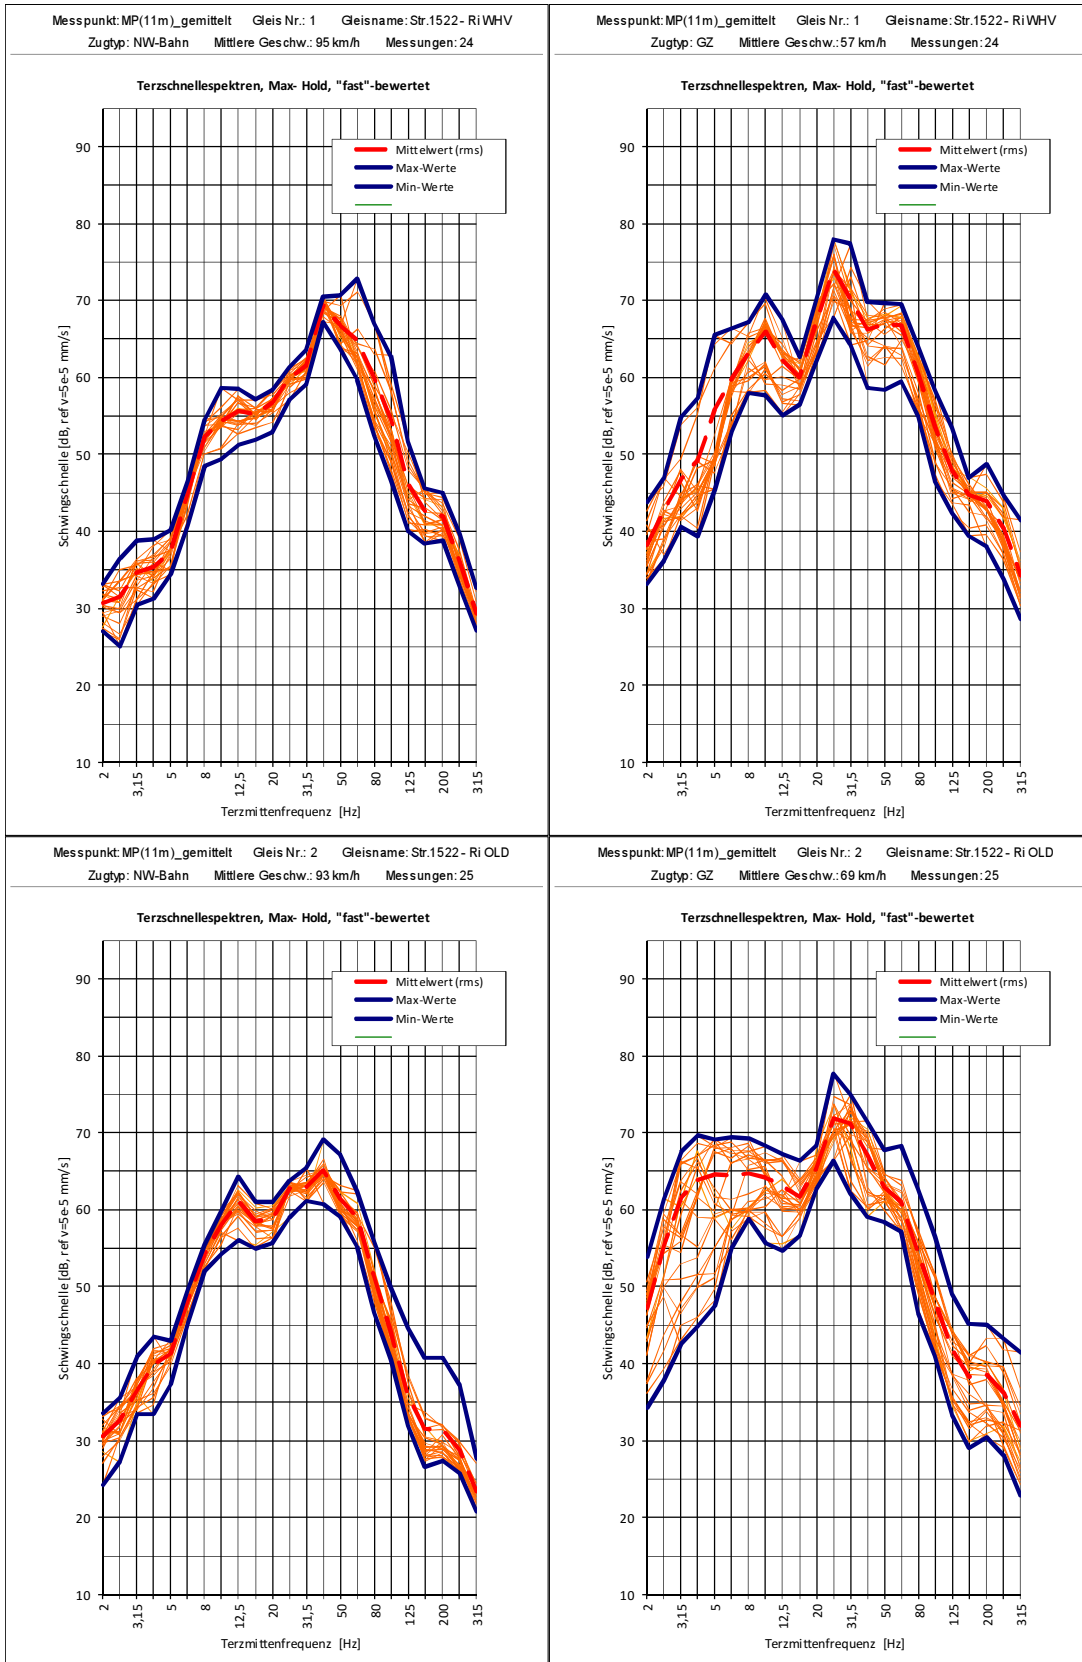 Messpunkt: MP(11m)_gemittelt Gleis Nr.: 1 Gleisname: Str.1522 - Ri WHV
Zugtyp: NW-Bahn Mittlere Geschw.: 95 km/h Messungen: 24
Terzschnellespektren, Max- Hold, "fast"-bewertet
Mittelwert (rms)
Max-Werte
Min-Werte
Schwingschnelle [dB, ref v=5e-5 mm/s]
90
80
70
60
50
40
30
20
10
2
3,15
5
8
12,5
20
31,5
50
80
125
200
315
Terzmittenfrequenz [Hz]
Messpunkt: MP(11m)_gemittelt Gleis Nr.: 1 Gleisname: Str.1522 - Ri WHV
Zugtyp: GZ Mittlere Geschw.: 57 km/h Messungen: 24
Terzschnellespektren, Max- Hold, "fast"-bewertet
Mittelwert (rms)
Max-Werte
Min-Werte
Schwingschnelle [dB, ref v=5e-5 mm/s]
90
80
70
60
50
40
30
20
10
2
3,15
5
8
12,5
20
31,5
50
80
125
200
315
Terzmittenfrequenz [Hz]
Messpunkt: MP(11m)_gemittelt Gleis Nr.: 2 Gleisname: Str.1522 - Ri OLD
Zugtyp: NW-Bahn Mittlere Geschw.: 93 km/h Messungen: 25
Terzschnellespektren, Max- Hold, "fast"-bewertet
Mittelwert (rms)
Max-Werte
Min-Werte
Schwingschnelle [dB, ref v=5e-5 mm/s]
90
80
70
60
50
40
30
20
10
2
3,15
5
8
12,5
20
31,5
50
80
125
200
315
Terzmittenfrequenz [Hz]
Messpunkt: MP(11m)_gemittelt Gleis Nr.: 2 Gleisname: Str.1522 - Ri OLD
Zugtyp: GZ Mittlere Geschw.: 69 km/h Messungen: 25
Terzschnellespektren, Max- Hold, "fast"-bewertet
Mittelwert (rms)
Max-Werte
Min-Werte
Schwingschnelle [dB, ref v=5e-5 mm/s]
90
80
70
60
50
40
30
20
10
2
3,15
5
8
12,5
20
31,5
50
80
125
200
315
Terzmittenfrequenz [Hz]